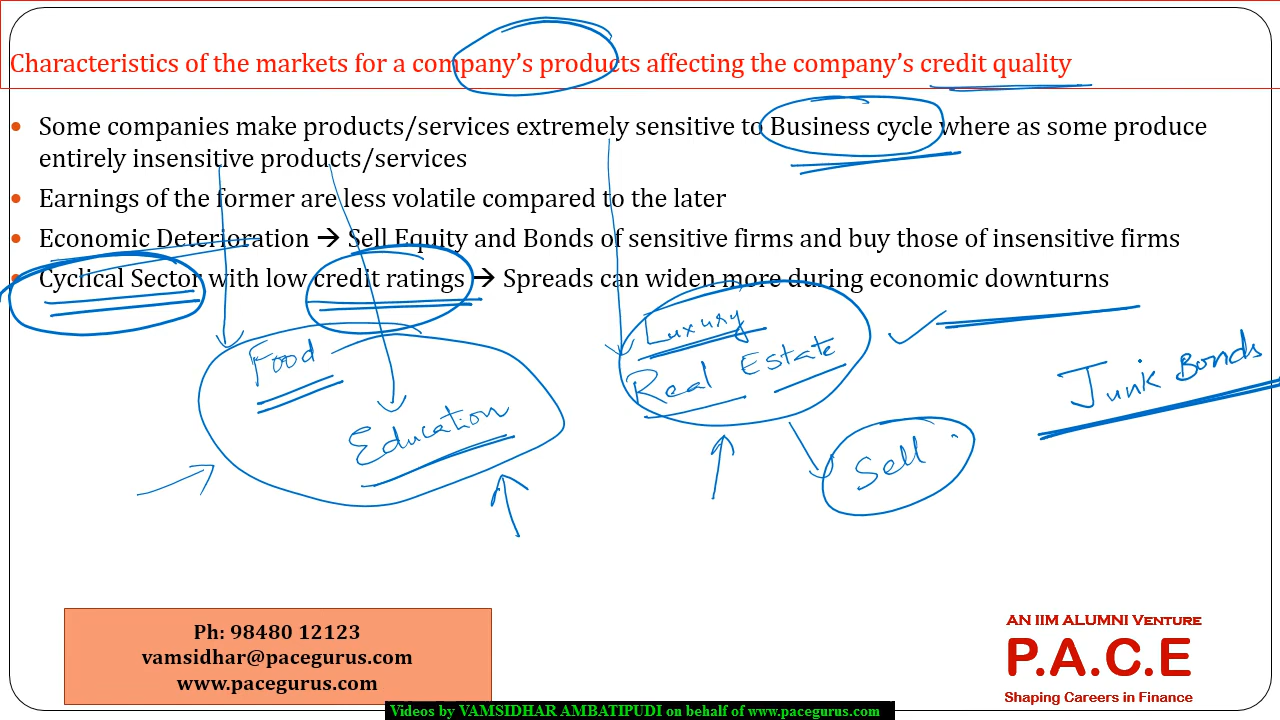 Characteristics of the markets for a company's products affecting the company's credit quality
• Some companies make products/services extremely sensitive to Business cycle where as some produce
entirely insensitive products/services
• Earnings of the former are less volatile compared to the later
• Economic Deterioration → Sell Equity and Bonds of sensitive firms and buy those of insensitive firms
• Cyclical Sector with low credit ratings → Spreads can widen more during economic downturns
Food
Education
Luxury
Real Estate
Sell
Junk Bonds
Ph: 98480 12123
vamsidhar@pacegurus.com
www.pacegurus.com
AN IIM ALUMNI VENTURE
P.A.C.E
Shaping Careers in Finance
Videos by VAMSIDHAR AMBATIPUDI on behalf of www.pacegurus.com